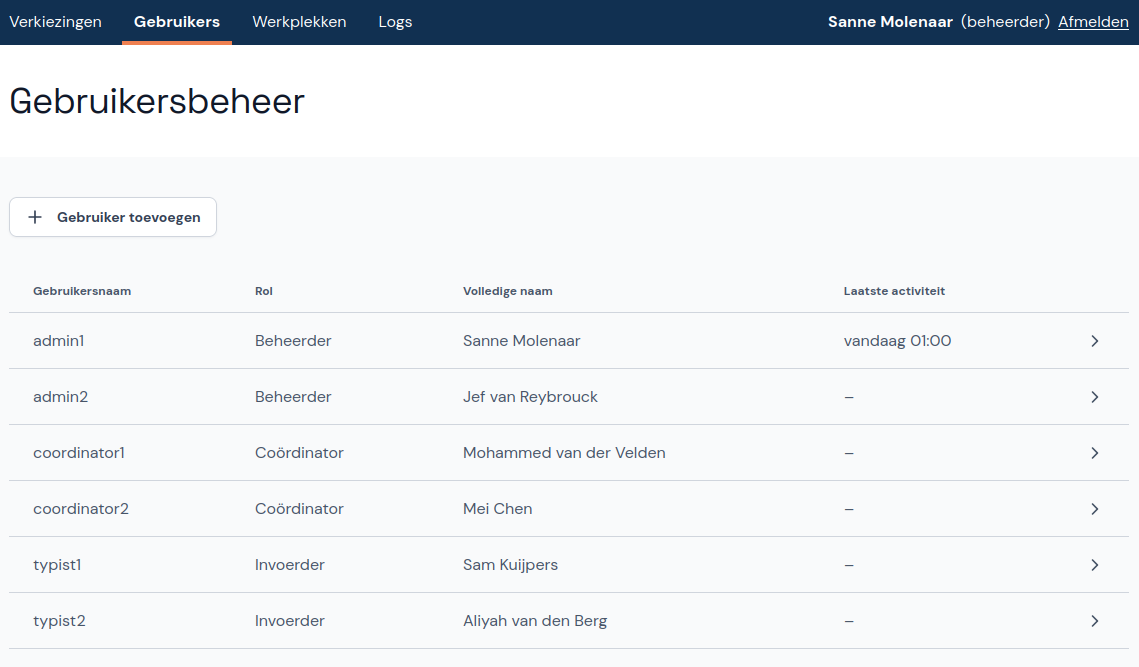 Verkiezingen Gebruikers Werkplekken Logs Sanne Molenaar (beheerder) Afmelden
Gebruikersbeheer
Gebruiker toevoegen
Gebruikersnaam Rol Volledige naam Laatste activiteit
admin1 Beheerder Sanne Molenaar vandaag 01:00
admin2 Beheerder Jef van Reybrouck –
coordinator1 Coördinator Mohammed van der Velden –
coordinator2 Coördinator Mei Chen –
typist1 Invoerder Sam Kuijpers –
typist2 Invoerder Aliyah van den Berg –